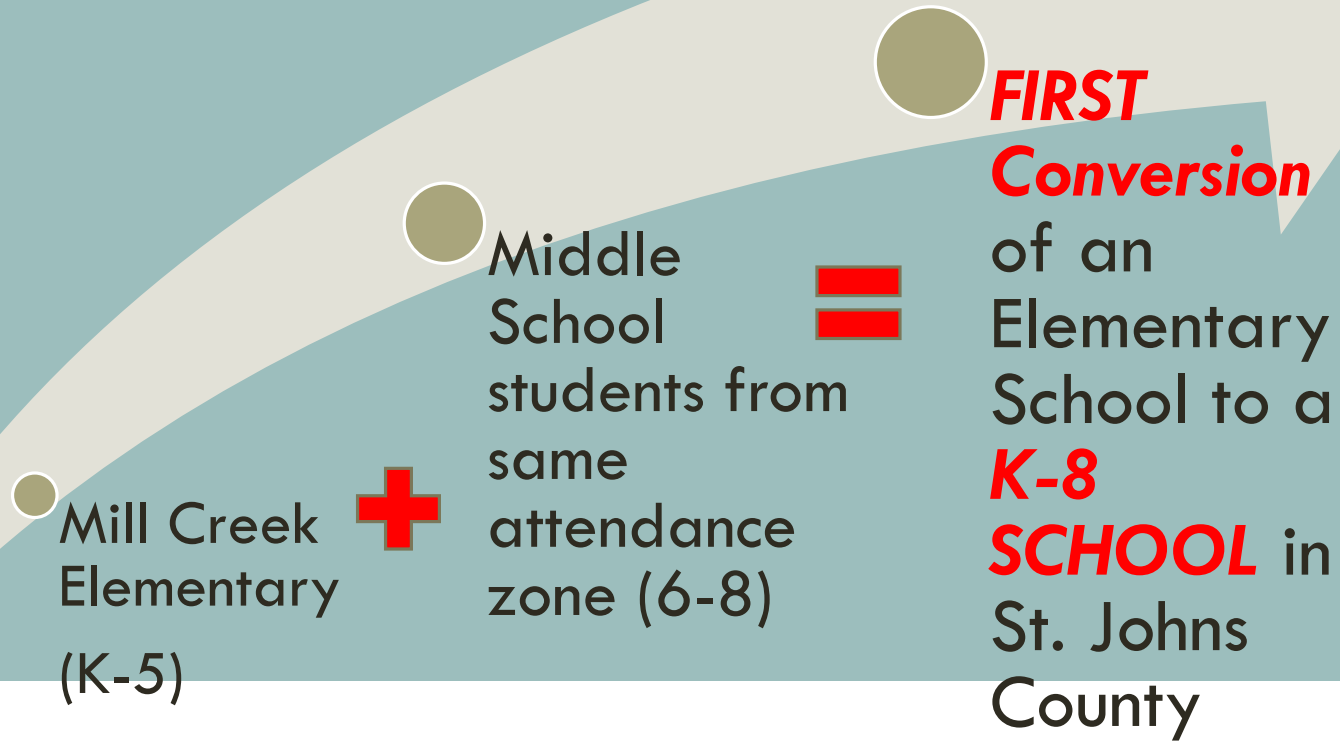 Mill Creek
Elementary
(K-5)
Middle
School
students from
same
attendance
zone (6-8)
FIRST
Conversion
of an
Elementary
School to a
K-8
SCHOOL in
St. Johns
County